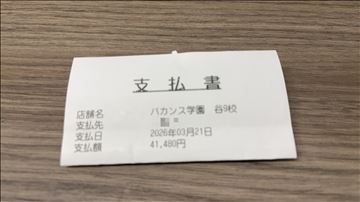 支払書
店舗名 バカンス学園 谷9校
支払先
支払日 2026年03月21日
支払額 41,480円